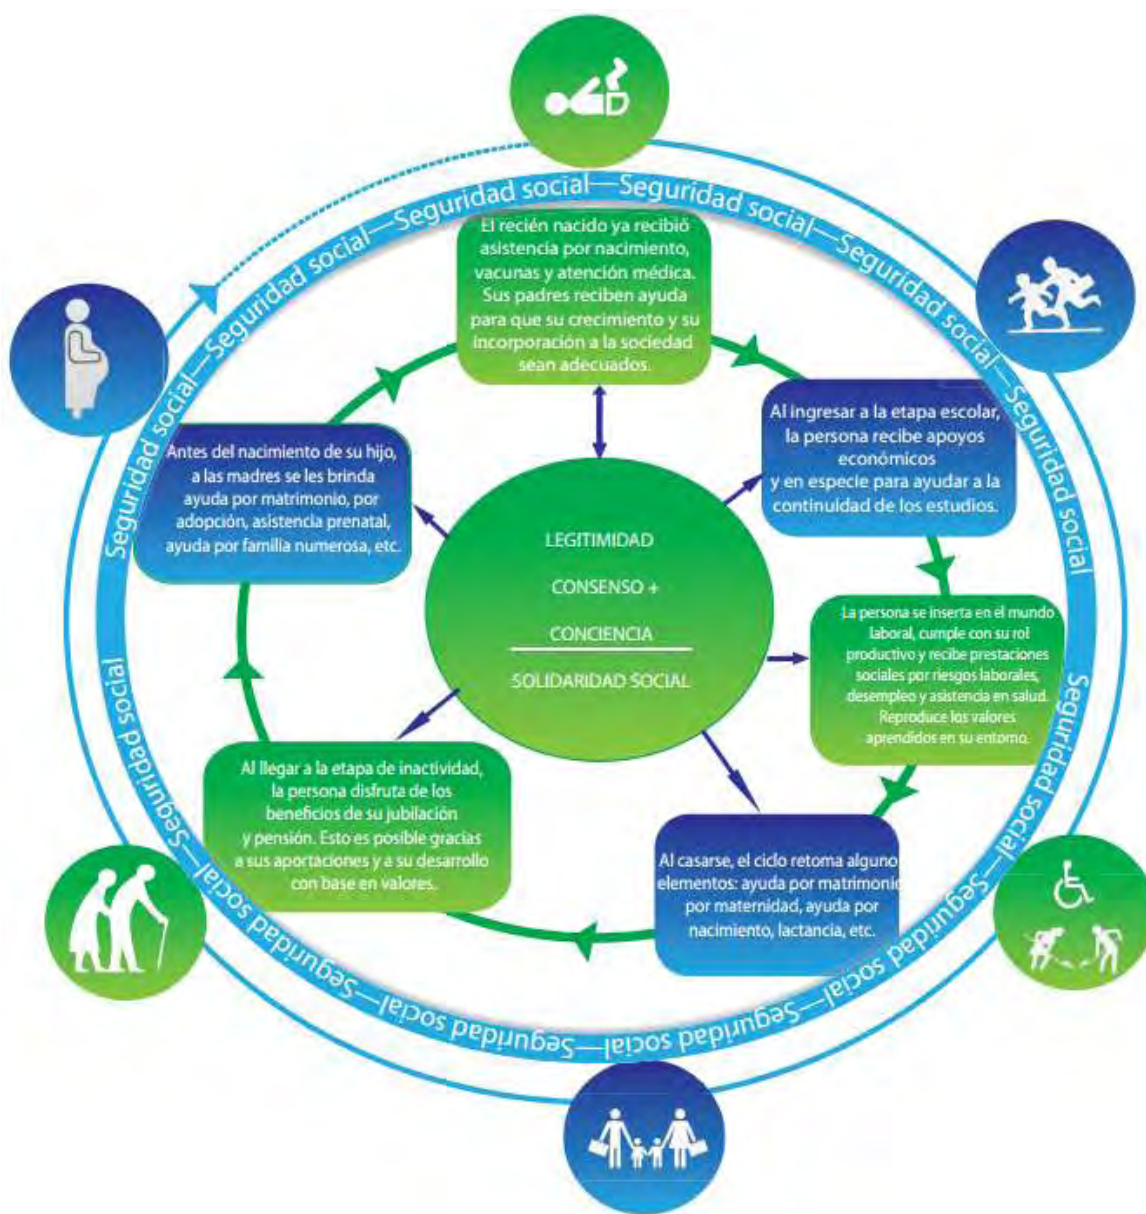 Seguridad social—Seguridad social—Seguridad social—Seguridad social—Seguridad social—Seguridad social—Seguridad social
Seguridad social—Seguridad social—Seguridad social—Seguridad social—Seguridad social—Seguridad social—Seguridad social
El recién nacido ya recibió
asistencia por nacimiento,
vacunas y atención médica.
Sus padres reciben ayuda
para que su crecimiento y su
incorporación a la sociedad
sean adecuados.
Al ingresar a la etapa escolar,
la persona recibe apoyos
económicos
y en especie para ayudar a la
continuidad de los estudios.
La persona se inserta en el mundo
laboral, cumple con su rol
productivo y recibe prestaciones
sociales por riesgos laborales,
desempleo y asistencia en salud.
Reproduce los valores
aprendidos en su entorno.
Al casarse, el ciclo retoma alguno
elementos: ayuda por matrimonio
por maternidad, ayuda por
nacimiento, lactancia, etc.
Al llegar a la etapa de inactividad,
la persona disfruta de los
beneficios de su jubilación
y pensión. Esto es posible gracias
a sus aportaciones y a su desarrollo
con base en valores.
Antes del nacimiento de su hijo,
a las madres se les brinda
ayuda por matrimonio, por
adopción, asistencia prenatal,
ayuda por familia numerosa, etc.
LEGITIMIDAD
CONSENSO +
CONCIENCIA
SOLIDARIDAD SOCIAL